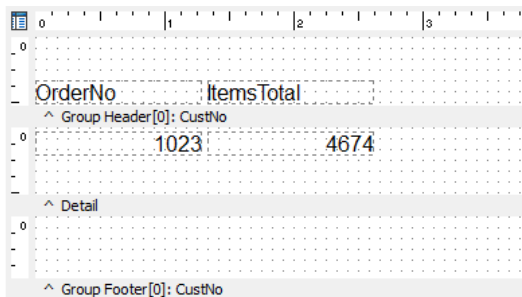 0 1 2 3
0
OrderNo ItemsTotal
^ Group Header[0]: CustNo
0
1023 4674
^ Detail
0
^ Group Footer[0]: CustNo